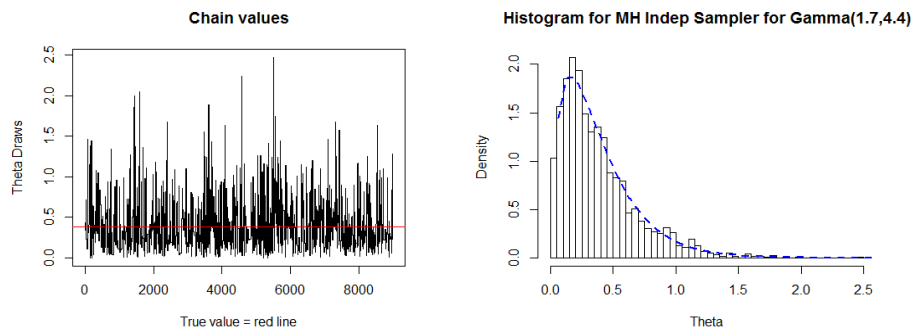 Chain values
Theta Draws
2.5
2.0
1.5
1.0
0.5
0.0
0 2000 4000 6000 8000
True value = red line
Histogram for MH Indep Sampler for Gamma(1.7,4.4)
Density
2.0
1.5
1.0
0.5
0.0
0.0 0.5 1.0 1.5 2.0 2.5
Theta